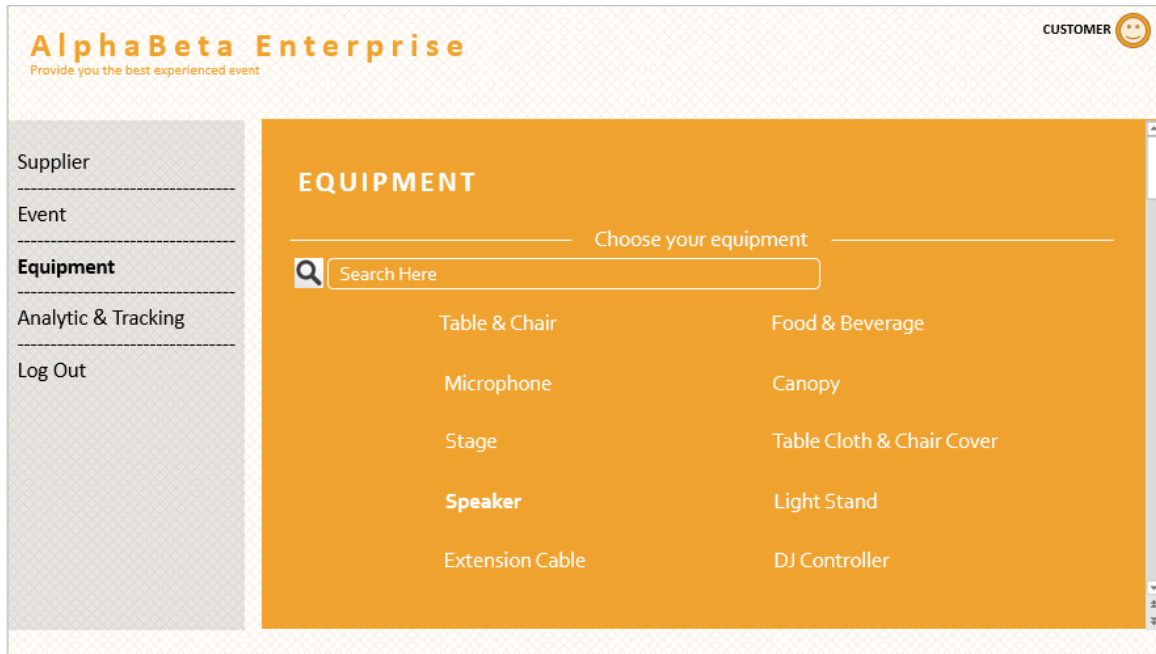 AlphaBeta Enterprise
Provide you the best experienced event
CUSTOMER
Supplier
---------------------------------
Event
---------------------------------
Equipment
---------------------------------
Analytic & Tracking
---------------------------------
Log Out
EQUIPMENT
Choose your equipment
Search Here
Table & Chair
Food & Beverage
Microphone
Canopy
Stage
Table Cloth & Chair Cover
Speaker
Light Stand
Extension Cable
DJ Controller